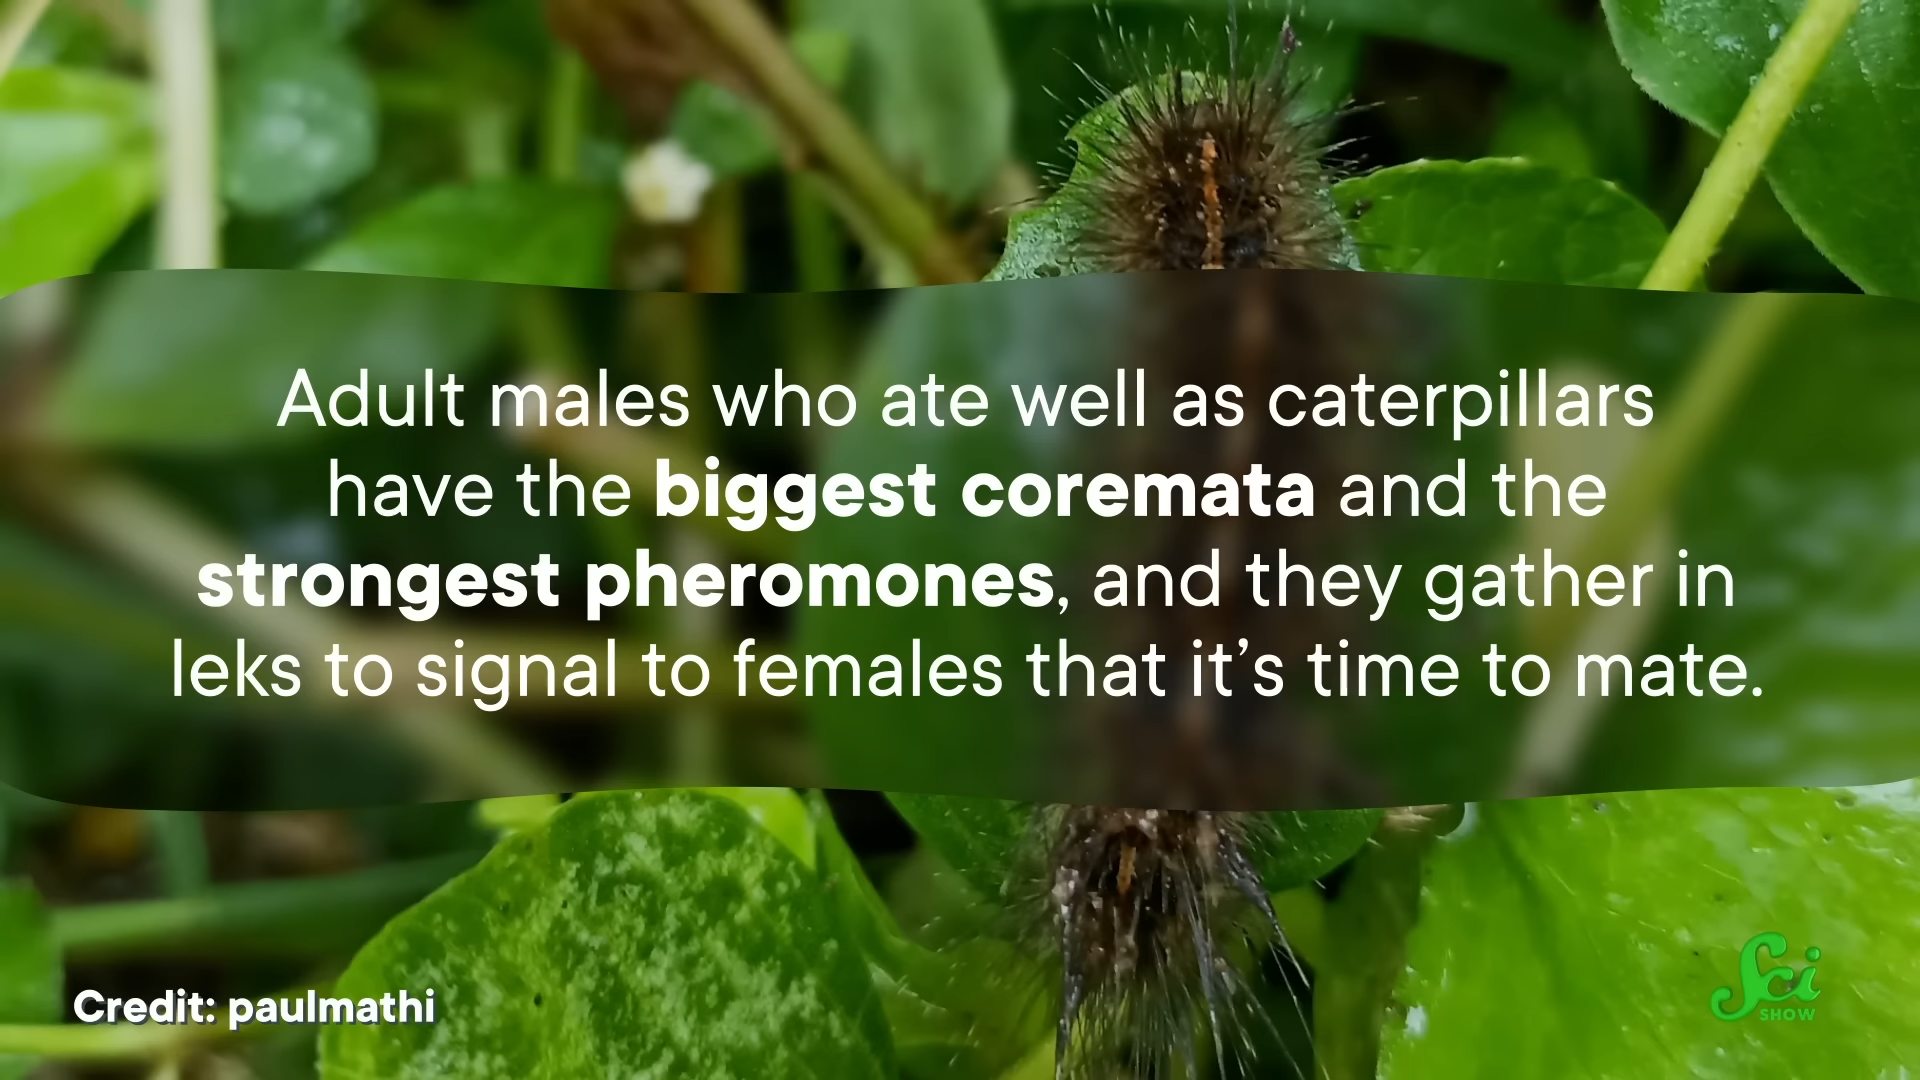 Adult males who ate well as caterpillars
have the biggest coremata and the
strongest pheromones, and they gather in
leks to signal to females that it’s time to mate.
Credit: paulmathi
Sci
SHOW